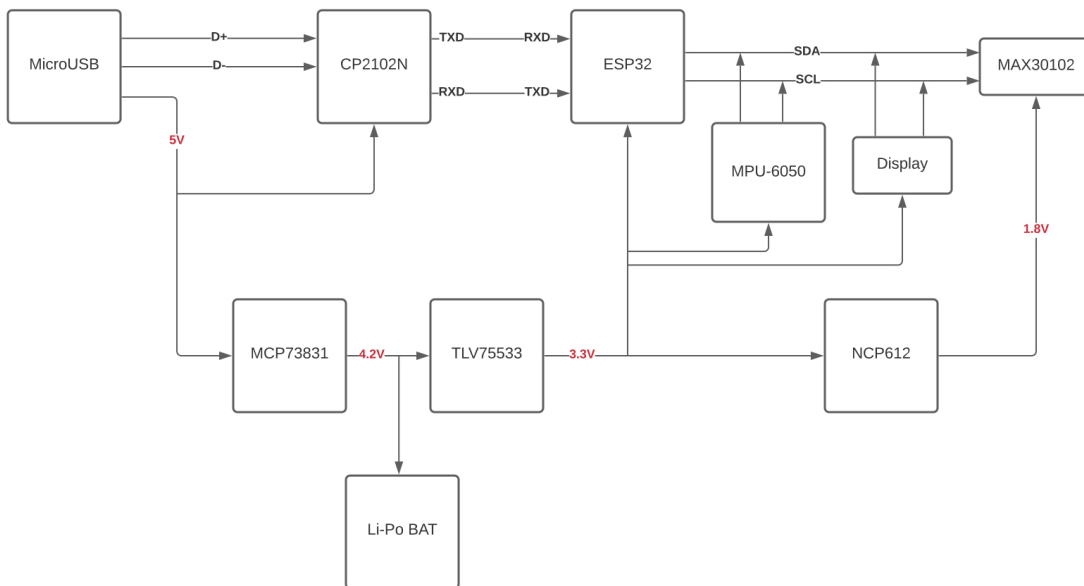 MicroUSB
D+
D-
5V
CP2102N
TXD
RXD
RXD
TXD
ESP32
SDA
SCL
MAX30102
MPU-6050
Display
1.8V
MCP73831
4.2V
TLV75533
3.3V
NCP612
Li-Po BAT